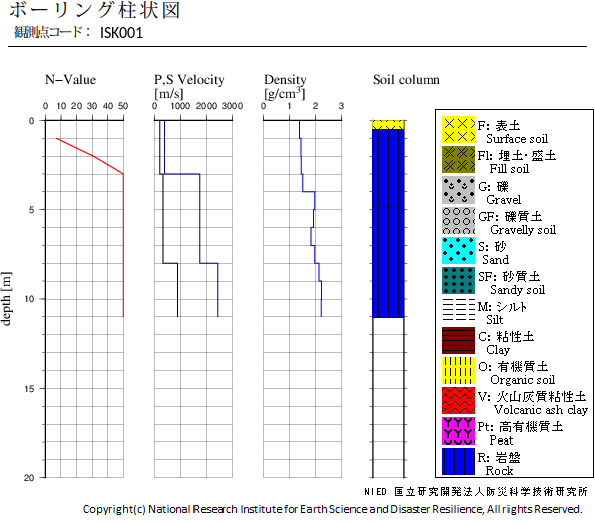 ボーリング柱状図
観測点コード： ISK001
N−Value
P,S Velocity
[m/s]
Density
[g/cm3]
Soil column
0 10 20 30 40 50
0 1000 2000 3000
0 1 2 3
0
5
10
15
20
depth [m]
F: 表土
Surface soil
Fl: 埋土・盛土
Fill soil
G: 礫
Gravel
GF: 礫質土
Gravelly soil
S: 砂
Sand
SF: 砂質土
Sandy soil
M: シルト
Silt
C: 粘性土
Clay
O: 有機質土
Organic soil
V: 火山灰質粘性土
Volcanic ash clay
Pt: 高有機質土
Peat
R: 岩盤
Rock
NIED 国立研究開発法人防災科学技術研究所
Copyright(c) National Research Institute for Earth Science and Disaster Resilience, All rights Reserved.